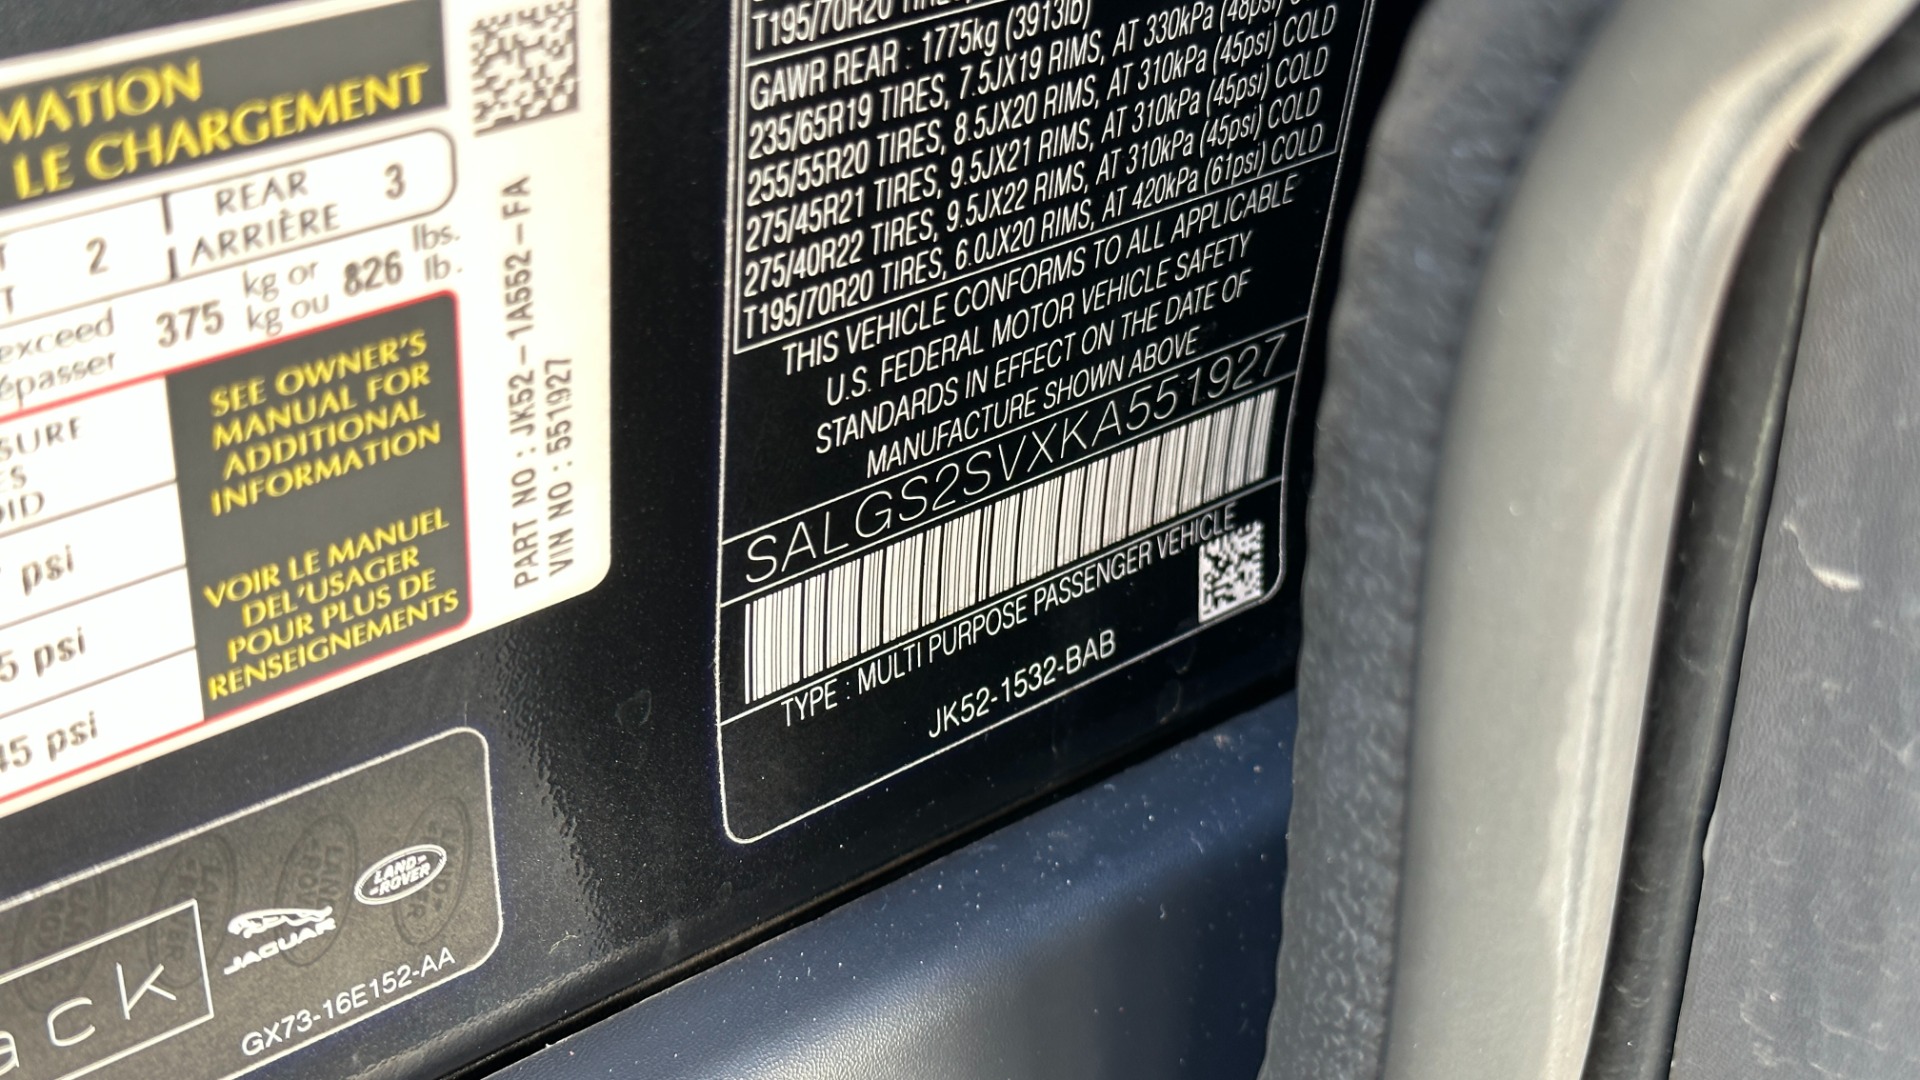 MATION
LE CHARGEMENT
2
REAR 3
ARRIÈRE
exceed 375 kg or 826 lbs.
kg ou lb.
psi
5 psi
45 psi
SEE OWNER'S
MANUAL FOR
ADDITIONAL
INFORMATION
VOIR LE MANUEL
DEL'USAGER
POUR PLUS DE
RENSEIGNEMENTS
PART NO : JK52-1A552-FA
VIN NO : 551927
T195/70R20
GAWR REAR : 1775kg (3913lb)
235/65R19 TIRES, 7.5JX19 RIMS, AT 330kPa (48psi)
255/55R20 TIRES, 8.5JX20 RIMS, AT 310kPa (45psi) COLD
275/45R21 TIRES, 9.5JX21 RIMS, AT 310kPa (45psi) COLD
275/40R22 TIRES, 9.5JX22 RIMS, AT 310kPa (45psi) COLD
T195/70R20 TIRES, 6.0JX20 RIMS, AT 420kPa (61psi) COLD
THIS VEHICLE CONFORMS TO ALL APPLICABLE
U.S. FEDERAL MOTOR VEHICLE SAFETY
STANDARDS IN EFFECT ON THE DATE OF
MANUFACTURE SHOWN ABOVE
SALGS2SVXKA551927
TYPE : MULTI PURPOSE PASSENGER VEHICLE
JK52-1532-BAB
ack
JAGUAR
LAND-
-ROVER
GX73-16E152-AA